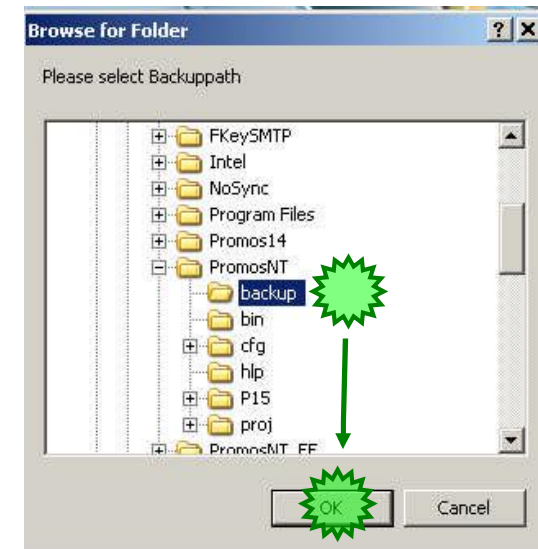 Browse for Folder
Please select Backuppath
FKeySMTP
Intel
NoSync
Program Files
Promos14
PromosNT
backup
bin
cfg
hlp
P15
proj
PromosNT_EE
OK
Cancel